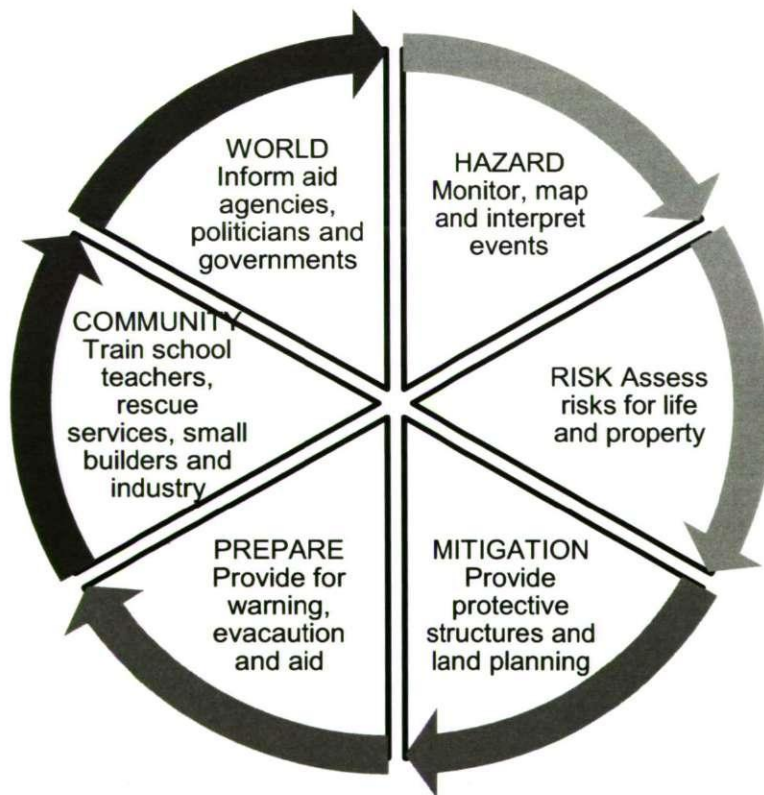 WORLD
Inform aid
agencies,
politicians and
governments
HAZARD
Monitor, map
and interpret
events
RISK Assess
risks for life
and property
MITIGATION
Provide
protective
structures and
land planning
PREPARE
Provide for
warning,
evacaution
and aid
COMMUNITY
Train school
teachers,
rescue
services, small
builders and
industry